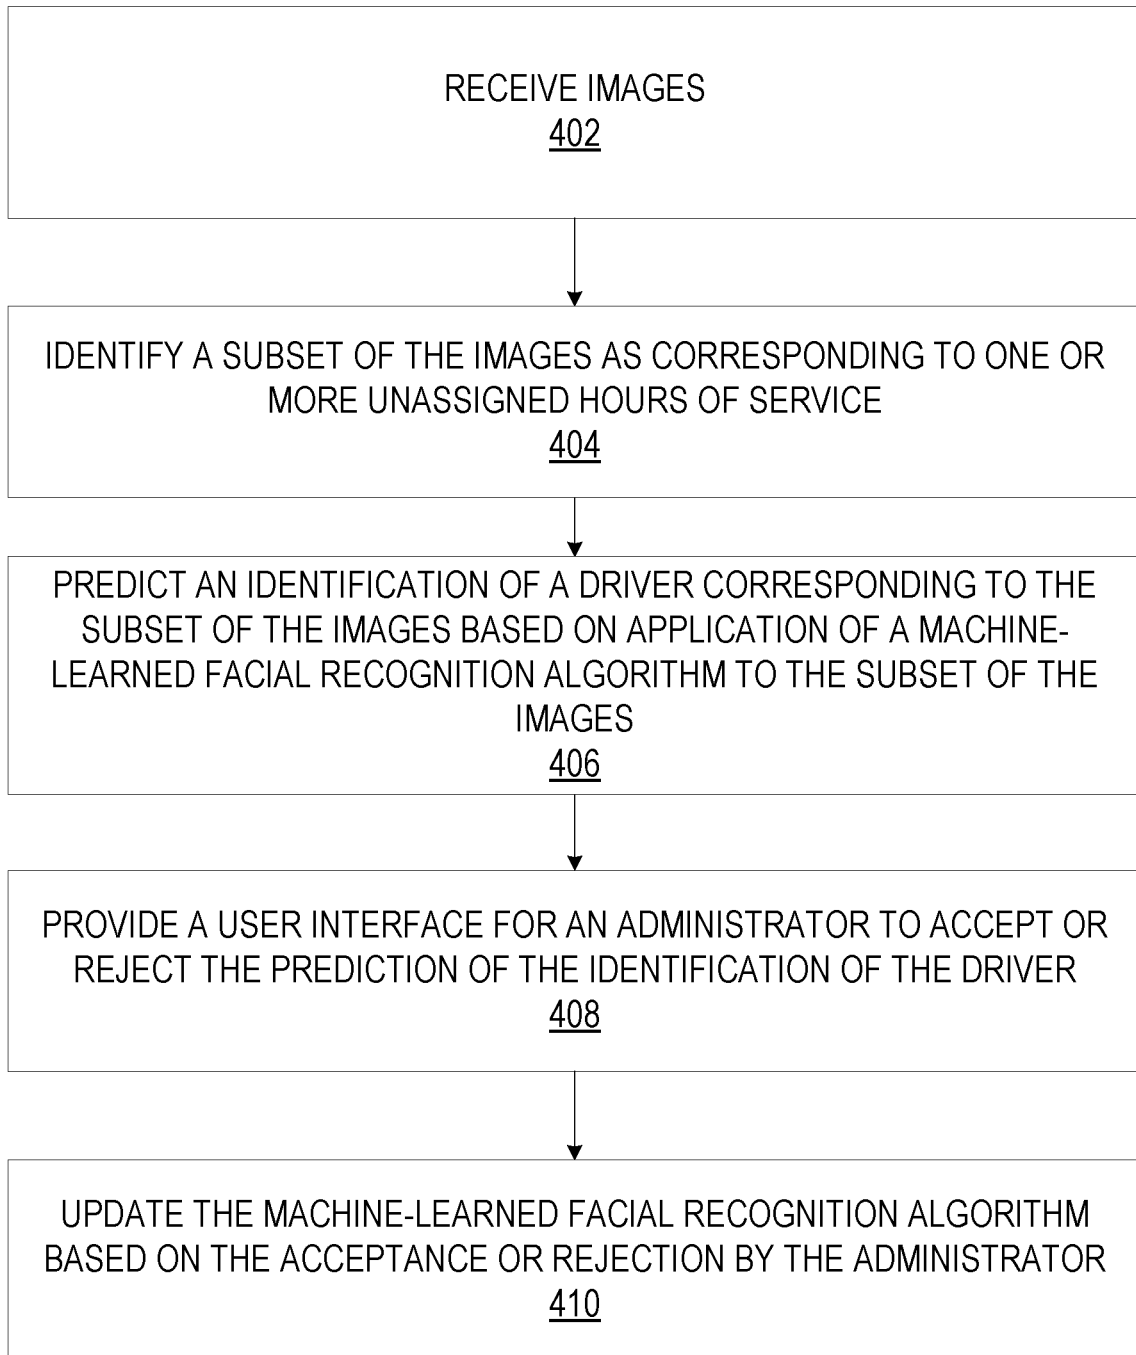 RECEIVE IMAGES
402
IDENTIFY A SUBSET OF THE IMAGES AS CORRESPONDING TO ONE OR
MORE UNASSIGNED HOURS OF SERVICE
404
PREDICT AN IDENTIFICATION OF A DRIVER CORRESPONDING TO THE
SUBSET OF THE IMAGES BASED ON APPLICATION OF A MACHINE-
LEARNED FACIAL RECOGNITION ALGORITHM TO THE SUBSET OF THE
IMAGES
406
PROVIDE A USER INTERFACE FOR AN ADMINISTRATOR TO ACCEPT OR
REJECT THE PREDICTION OF THE IDENTIFICATION OF THE DRIVER
408
UPDATE THE MACHINE-LEARNED FACIAL RECOGNITION ALGORITHM
BASED ON THE ACCEPTANCE OR REJECTION BY THE ADMINISTRATOR
410